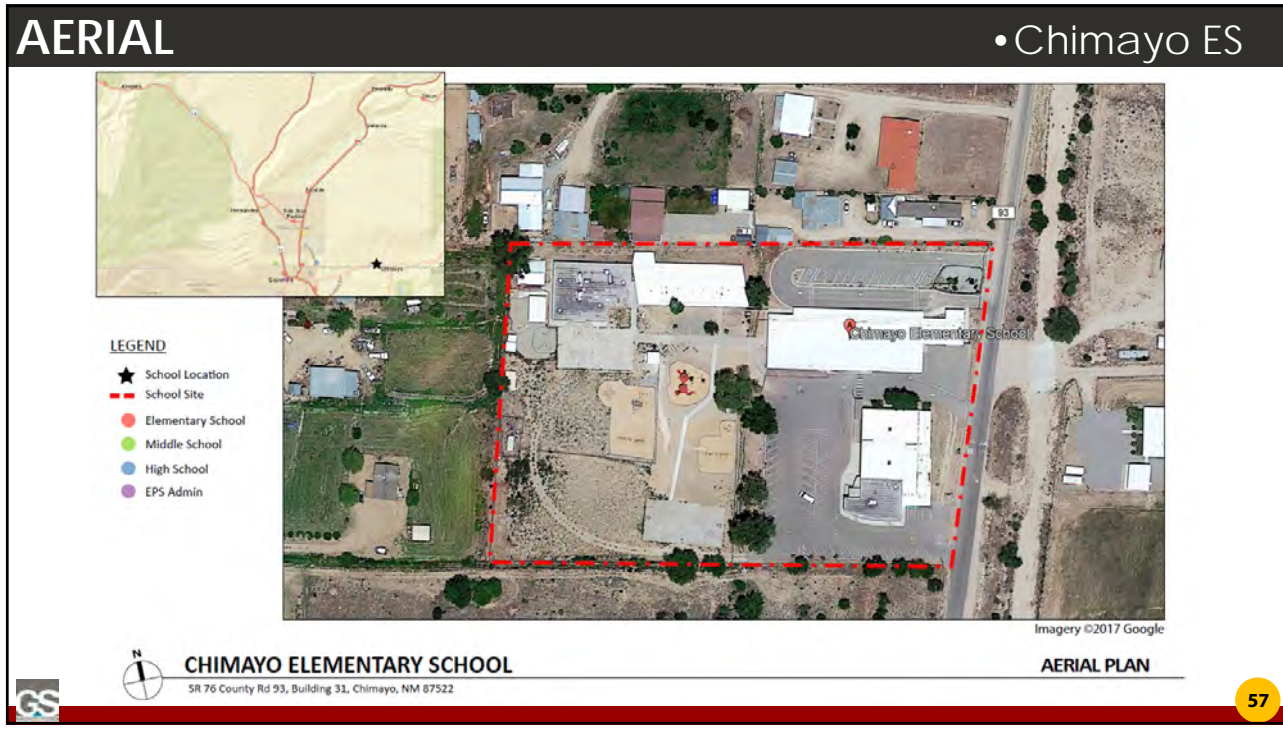 AERIAL
•Chimayo ES
93
Chimayo Elementary School
A
LEGEND
School Location
School Site
Elementary School
Middle School
High School
EPS Admin
Imagery ©2017 Google
N
CHIMAYO ELEMENTARY SCHOOL
AERIAL PLAN
SR 76 County Rd 93, Building 31, Chimayo, NM 87522
GS
57